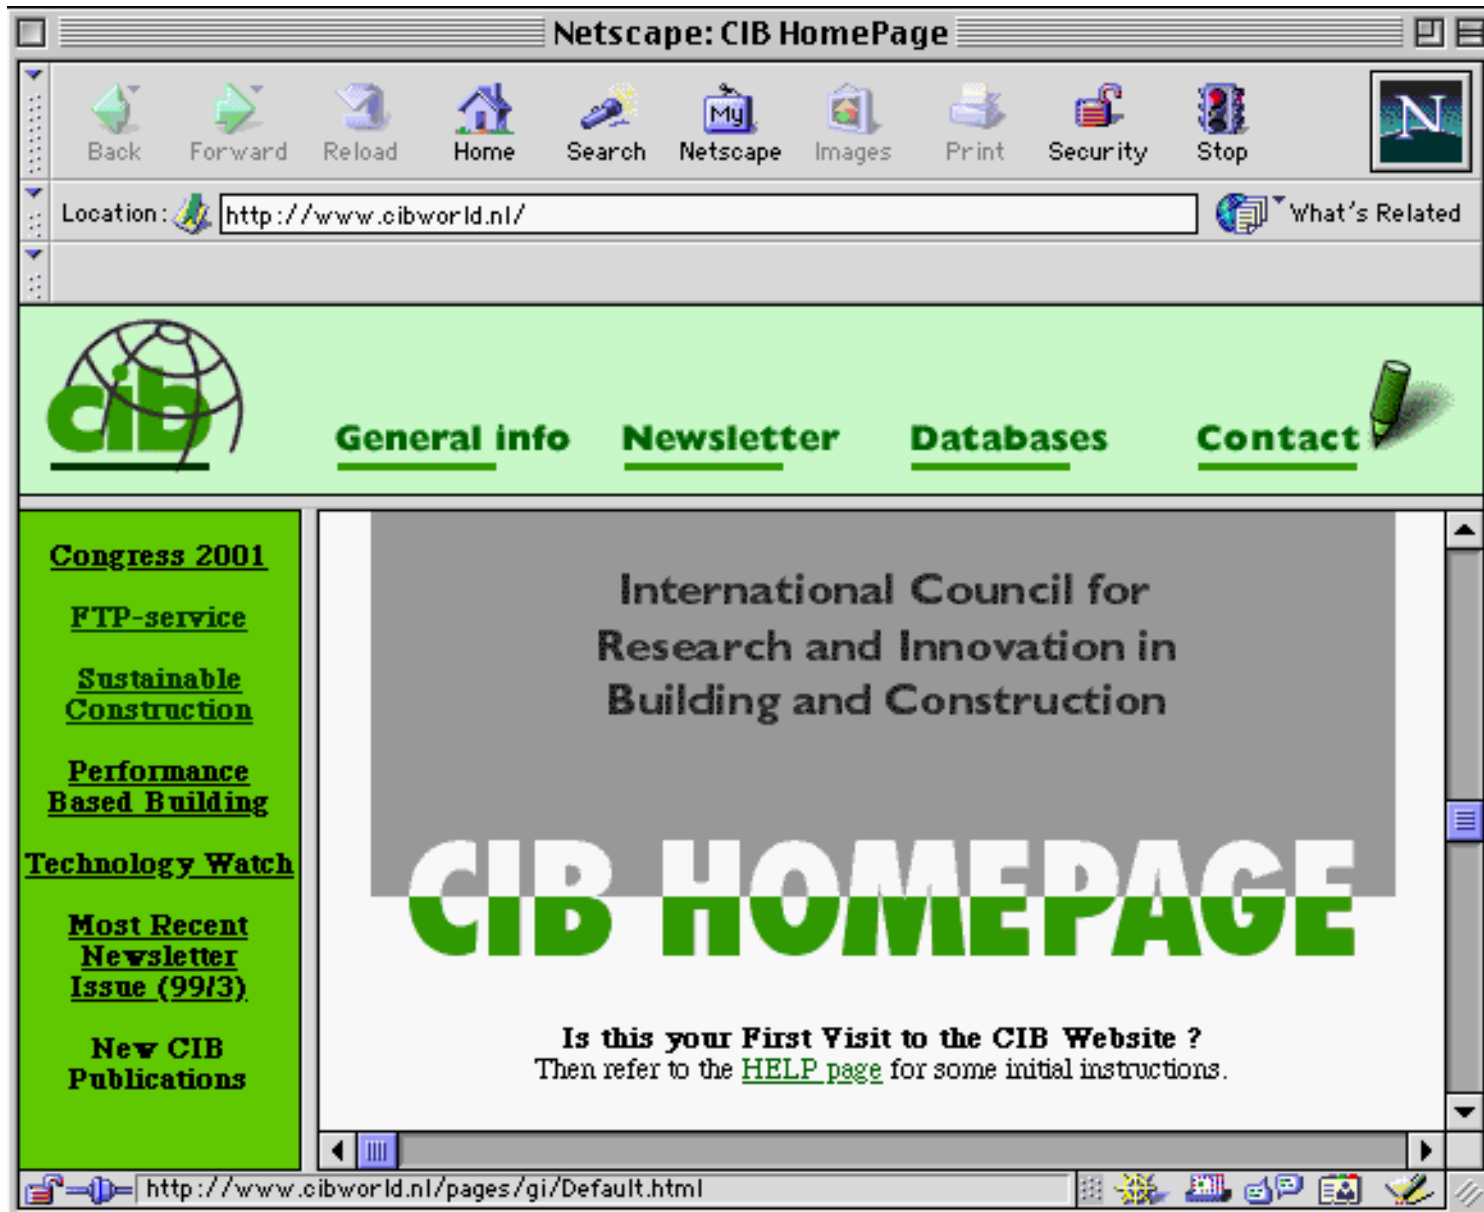 Netscape: CIB HomePage
Back Forward Reload Home Search Netscape Images Print Security Stop
My
N
Location: http://www.cibworld.nl/ What's Related
cib
General info Newsletter Databases Contact
Congress 2001
FTP-service
Sustainable
Construction
Performance
Based Building
Technology Watch
Most Recent
Newsletter
Issue (99/3)
New CIB
Publications
International Council for
Research and Innovation in
Building and Construction
CIB HOMEPAGE
Is this your First Visit to the CIB Website ?
Then refer to the HELP page for some initial instructions.
http://www.cibworld.nl/pages/gi/Default.html